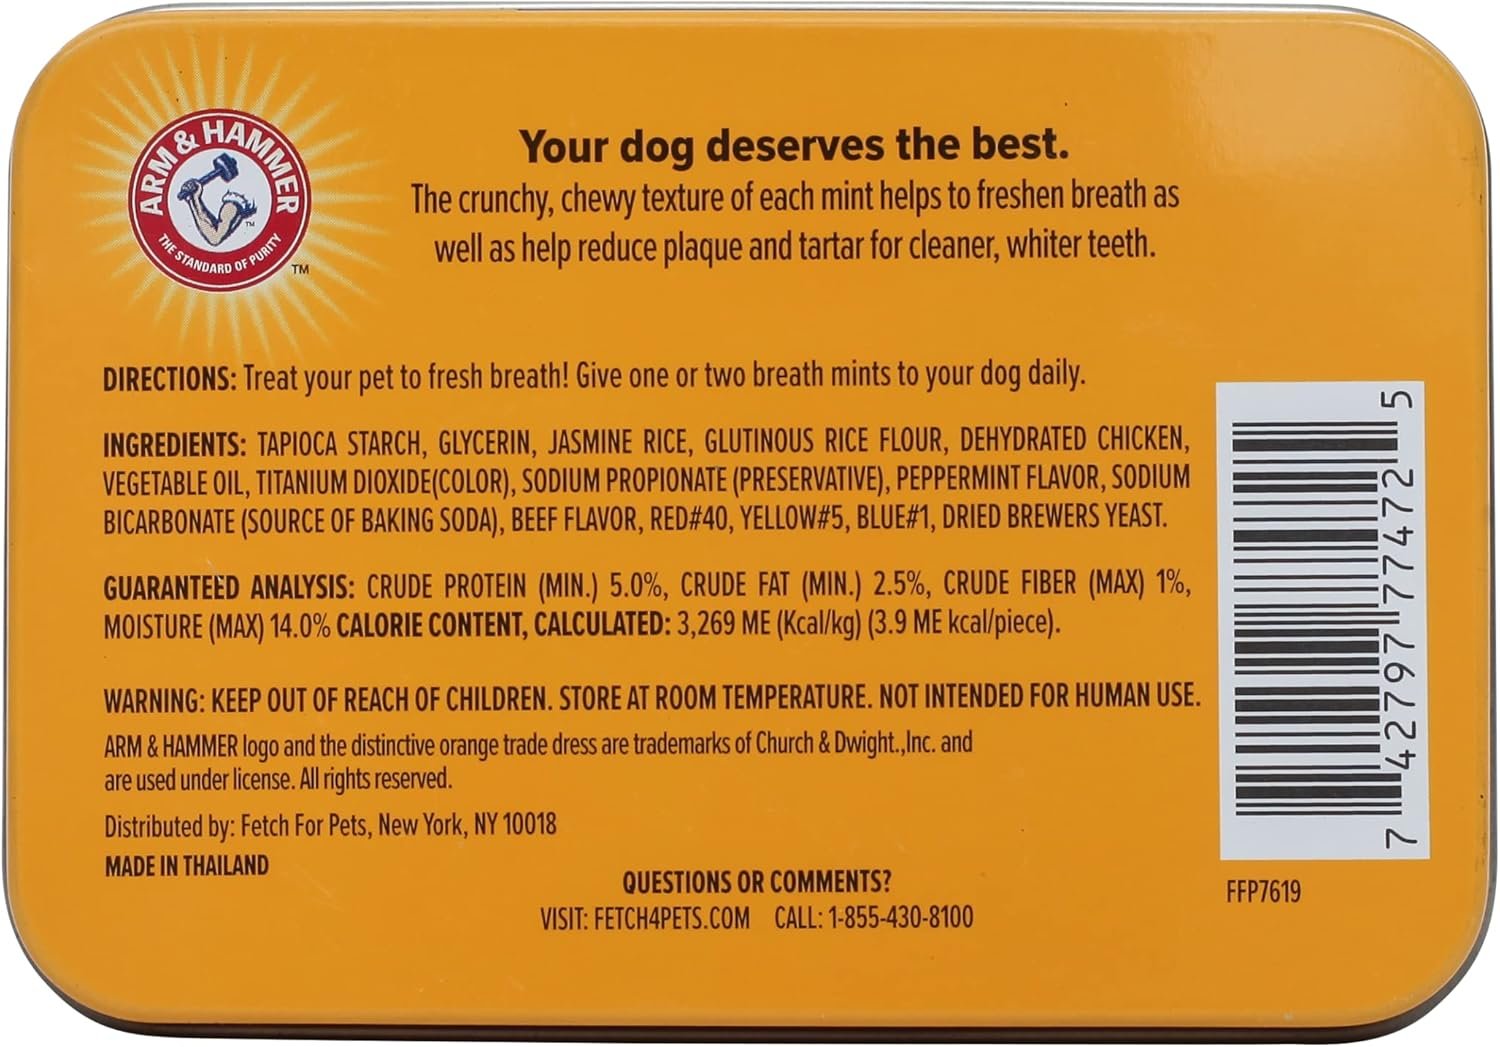 ARM & HAMMER
THE STANDARD OF PURITY
TM
TM
Your dog deserves the best.
The crunchy, chewy texture of each mint helps to freshen breath as
well as help reduce plaque and tartar for cleaner, whiter teeth.
DIRECTIONS: Treat your pet to fresh breath! Give one or two breath mints to your dog daily.
INGREDIENTS: TAPIOCA STARCH, GLYCERIN, JASMINE RICE, GLUTINOUS RICE FLOUR, DEHYDRATED CHICKEN,
VEGETABLE OIL, TITANIUM DIOXIDE(COLOR), SODIUM PROPIONATE (PRESERVATIVE), PEPPERMINT FLAVOR, SODIUM
BICARBONATE (SOURCE OF BAKING SODA), BEEF FLAVOR, RED#40, YELLOW#5, BLUE#1, DRIED BREWERS YEAST.
GUARANTEED ANALYSIS: CRUDE PROTEIN (MIN.) 5.0%, CRUDE FAT (MIN.) 2.5%, CRUDE FIBER (MAX) 1%,
MOISTURE (MAX) 14.0% CALORIE CONTENT, CALCULATED: 3,269 ME (Kcal/kg) (3.9 ME kcal/piece).
WARNING: KEEP OUT OF REACH OF CHILDREN. STORE AT ROOM TEMPERATURE. NOT INTENDED FOR HUMAN USE.
ARM & HAMMER logo and the distinctive orange trade dress are trademarks of Church & Dwight.,Inc. and
are used under license. All rights reserved.
Distributed by: Fetch For Pets, New York, NY 10018
MADE IN THAILAND
QUESTIONS OR COMMENTS?
VISIT: FETCH4PETS.COM CALL: 1-855-430-8100
7 42797 77472 5
FFP7619